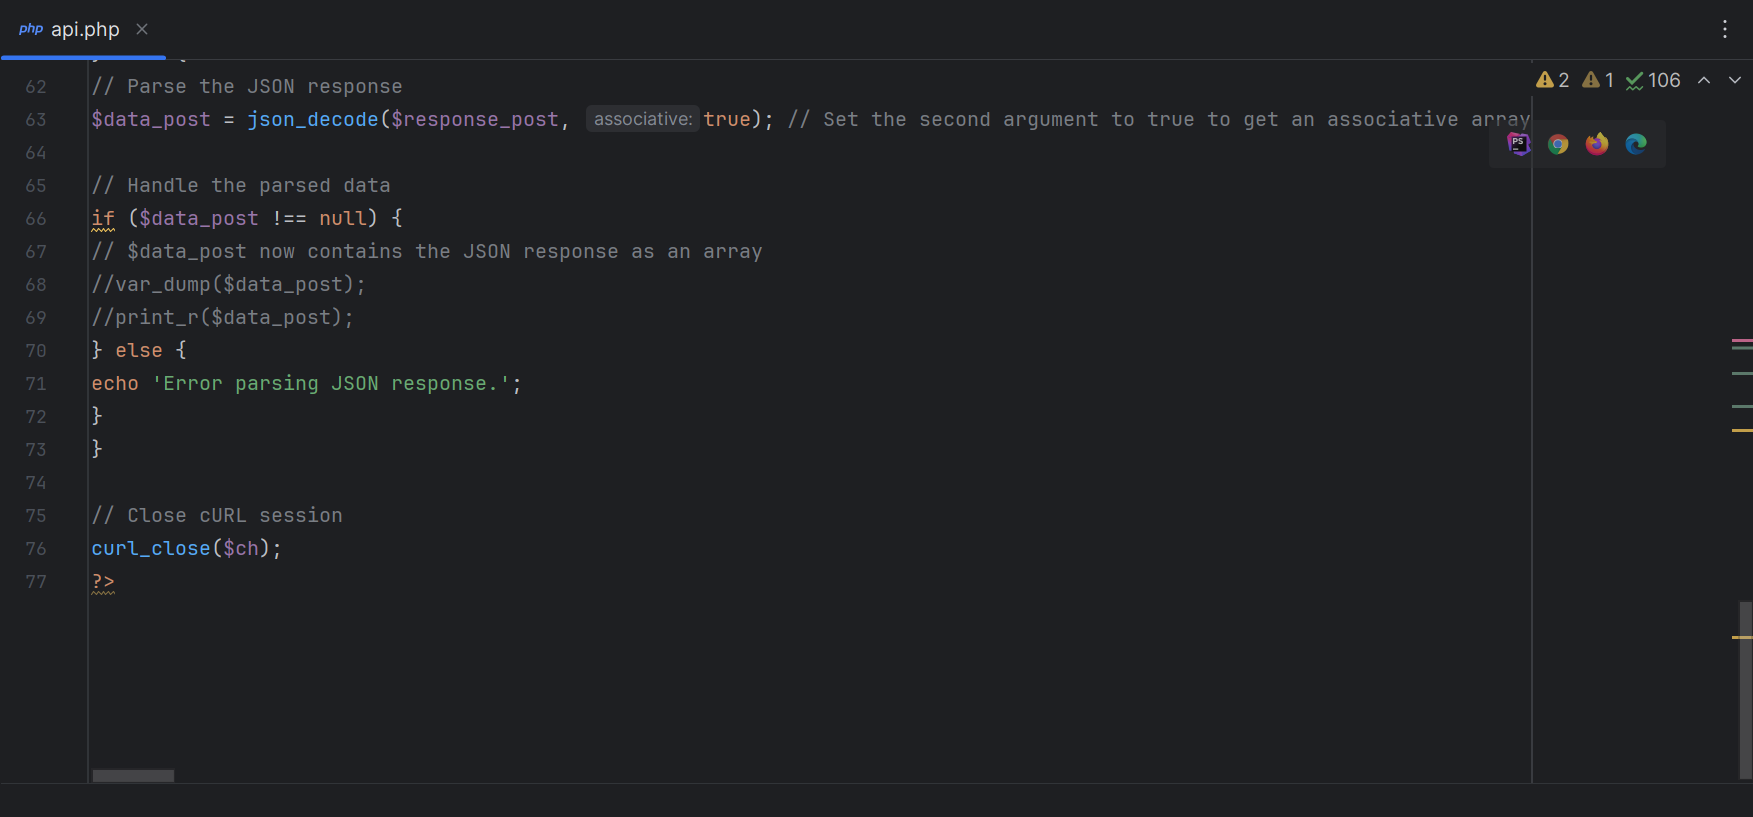 php api.php
2 1 106
62 // Parse the JSON response
63 $data_post = json_decode($response_post, associative: true); // Set the second argument to true to get an associative array
PS
64
65 // Handle the parsed data
66 if ($data_post !== null) {
67 // $data_post now contains the JSON response as an array
68 //var_dump($data_post);
69 //print_r($data_post);
70 } else {
71 echo 'Error parsing JSON response.';
72 }
73 }
74
75 // Close cURL session
76 curl_close($ch);
77 ?>